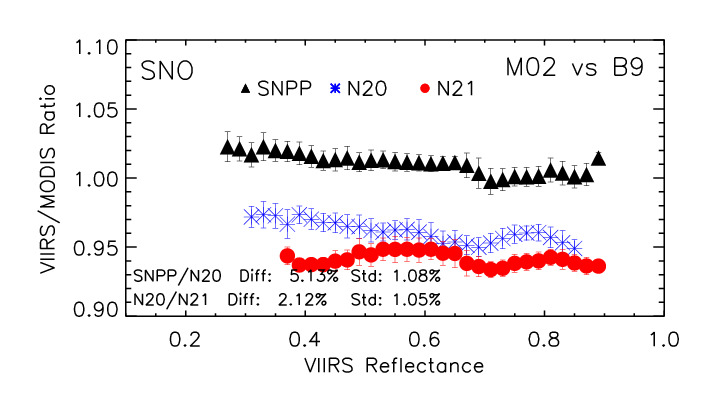 1.10
SNO
M02 vs B9
SNPP
N20
N21
1.05
1.00
0.95
0.90
VIIRS/MODIS Ratio
SNPP/N20 Diff: 5.13% Std: 1.08%
N20/N21 Diff: 2.12% Std: 1.05%
0.2 0.4 0.6 0.8 1.0
VIIRS Reflectance